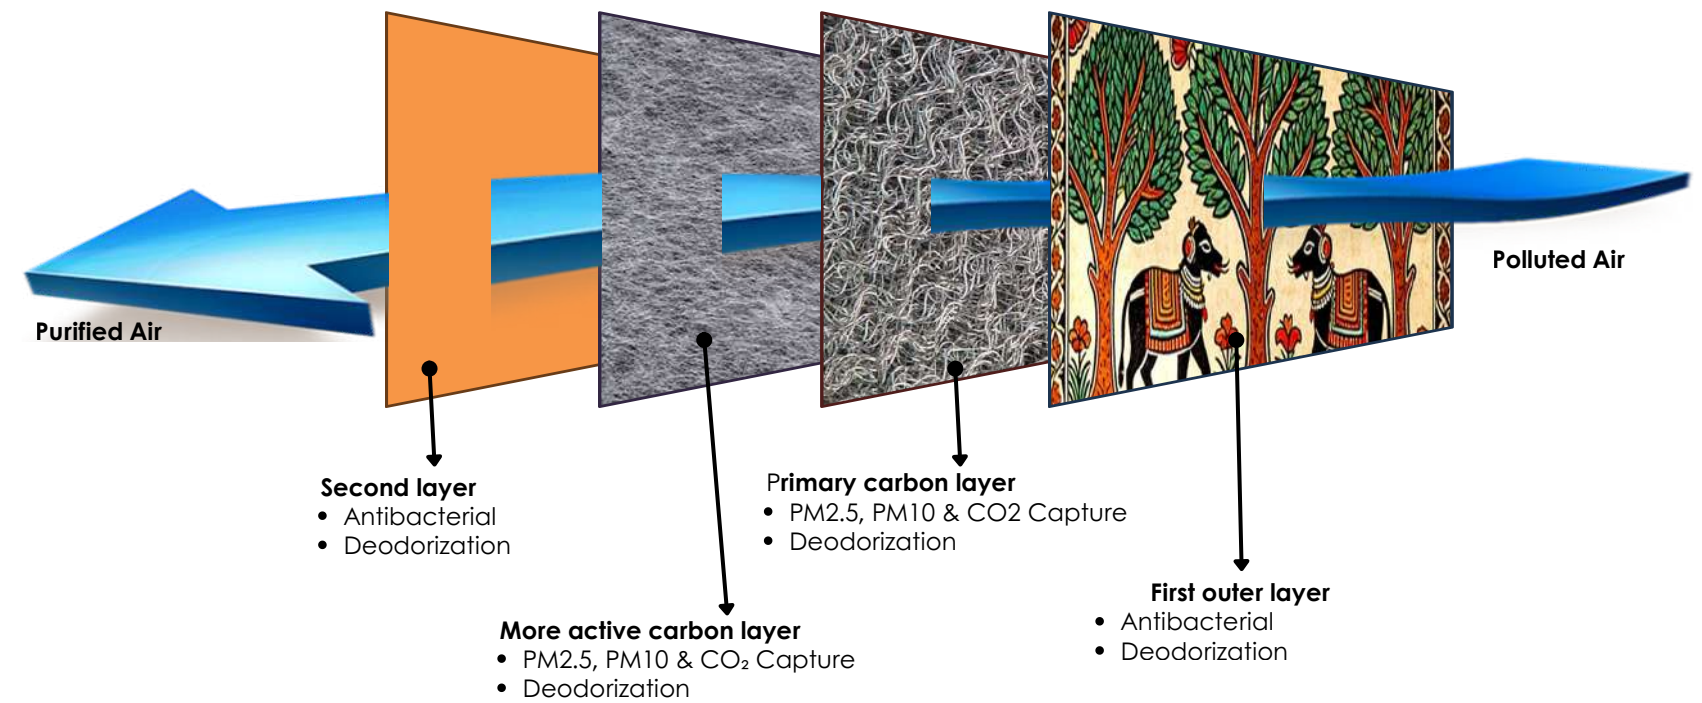 Polluted Air
Purified Air
Second layer
• Antibacterial
• Deodorization
More active carbon layer
• PM2.5, PM10 & CO₂ Capture
• Deodorization
Primary carbon layer
• PM2.5, PM10 & CO2 Capture
• Deodorization
First outer layer
• Antibacterial
• Deodorization